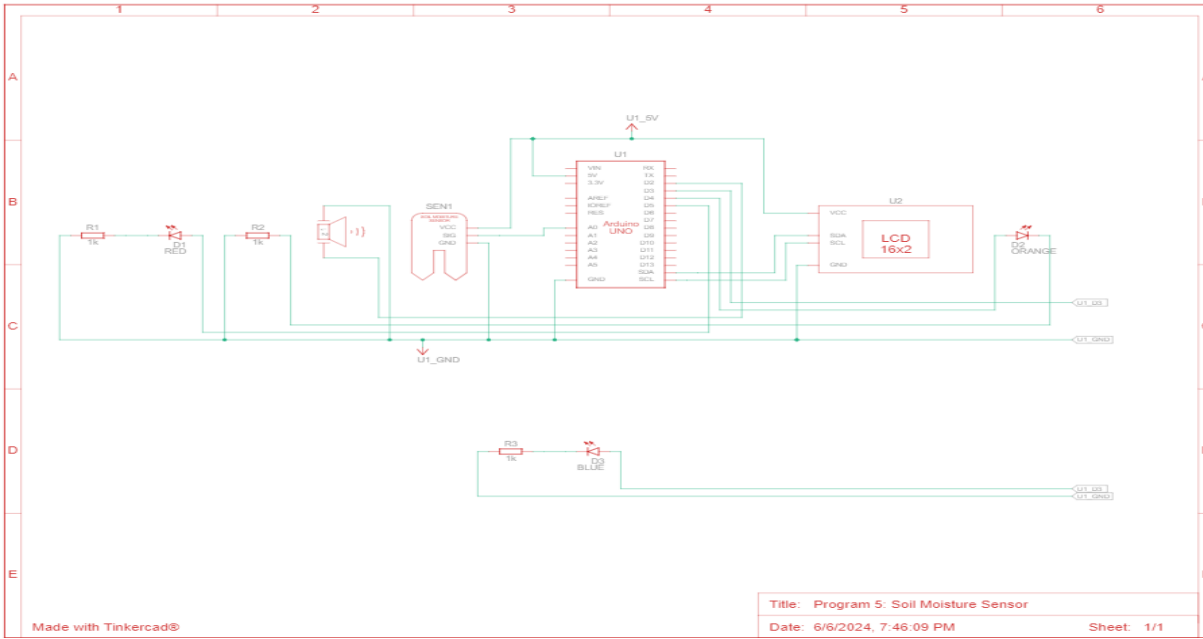 1 2 3 4 5 6
A
U1_5V
U1
VIN RX
5V TX
3.3V D2
D3
B
AREF D4
IOREF D5
RES D6
D7
Arduino
UNO
A0 D8
A1 D9
A2 D10
A3 D11
A4 D12
A5 D13
SDA
GND SCL
SEN1
SOIL MOISTURE
SENSOR
VCC
SIG
GND
U2
VCC
LCD
16x2
SDA
SCL
GND
R1
1k
D1
RED
R2
1k
D2
ORANGE
C
U1_D3
U1_GND
U1_GND
D
R3
1k
D3
BLUE
U1_D3
U1_GND
E
Title: Program 5: Soil Moisture Sensor
Made with Tinkercad®
Date: 6/6/2024, 7:46:09 PM Sheet: 1/1